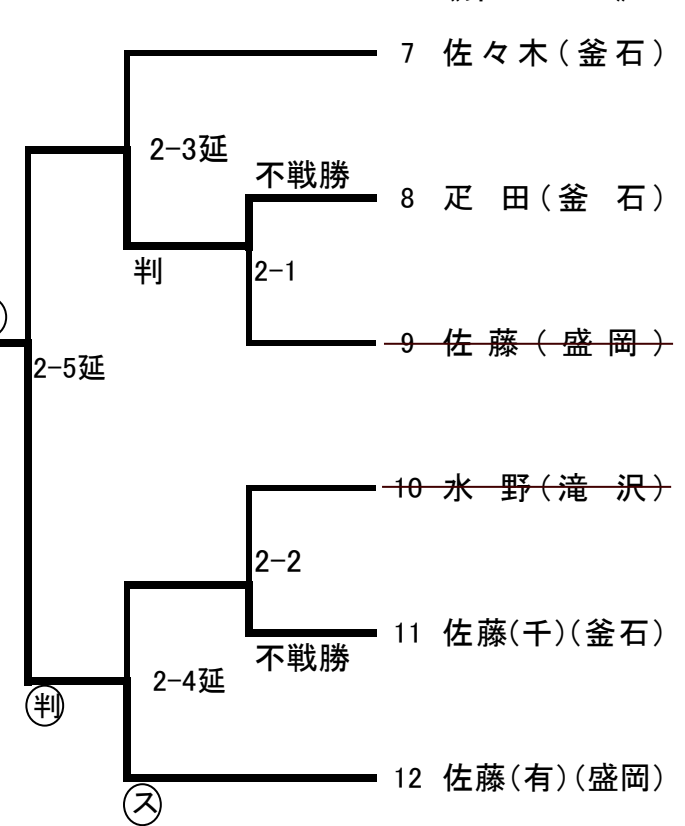 7 佐々木(釜石)
2-3延
不戦勝
8 疋 田(釜 石)
判
2-1
9 佐 藤 ( 盛 岡 )
2-5延
10 水 野(滝 沢)
2-2
11 佐藤(千)(釜石)
不戦勝
2-4延
判
12 佐藤(有)(盛岡)
ス